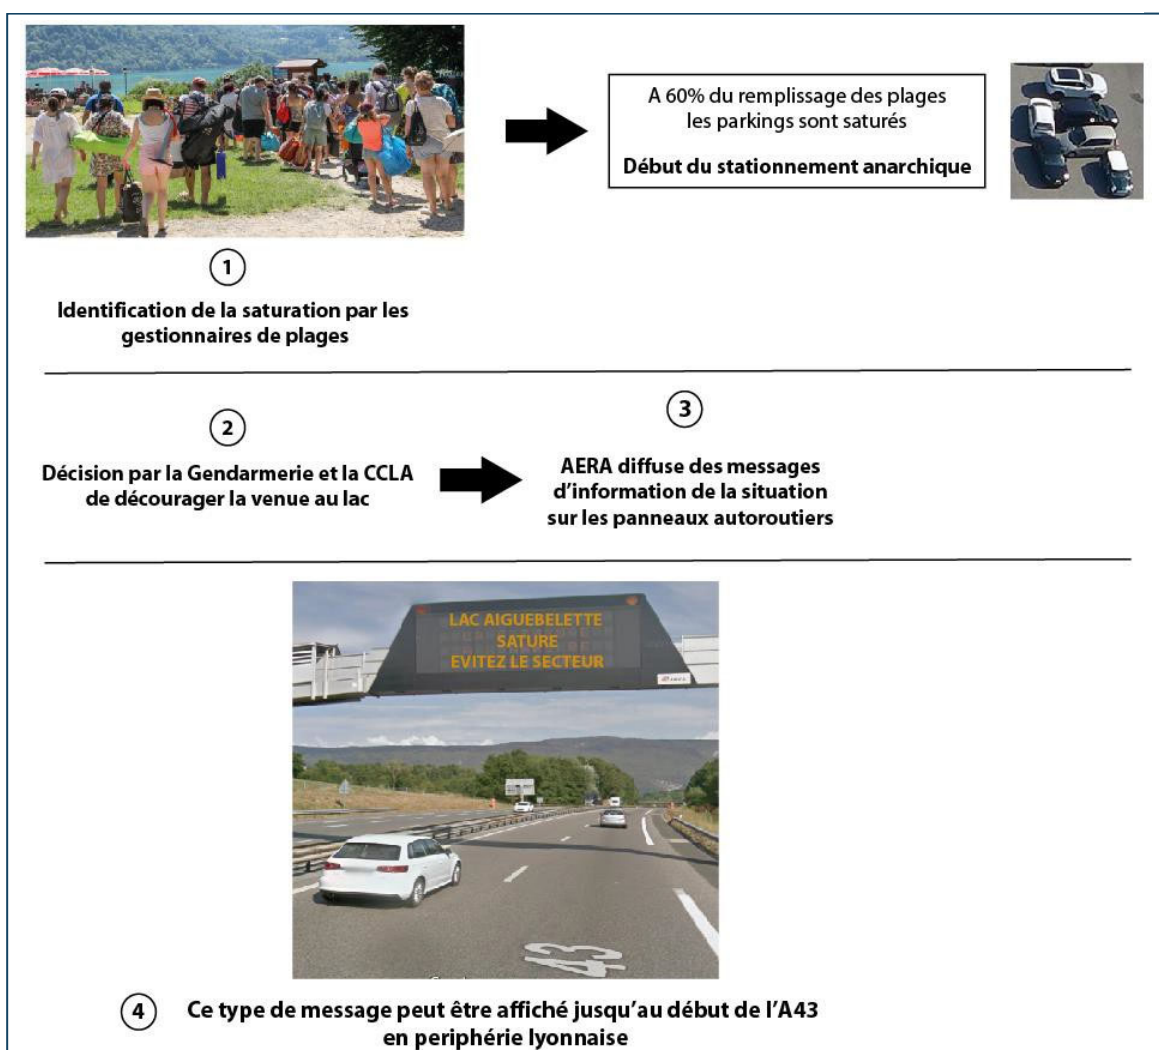 A 60% du remplissage des plages
les parkings sont saturés
Début du stationnement anarchique
1
Identification de la saturation par les
gestionnaires de plages
2
Décision par la Gendarmerie et la CCLA
de décourager la venue au lac
3
AERA diffuse des messages
d'information de la situation
sur les panneaux autoroutiers
LAC AIGUEBELETTE
SATURE
EVITEZ LE SECTEUR
43
4
Ce type de message peut être affiché jusqu'au début de l'A43
en periphérie lyonnaise